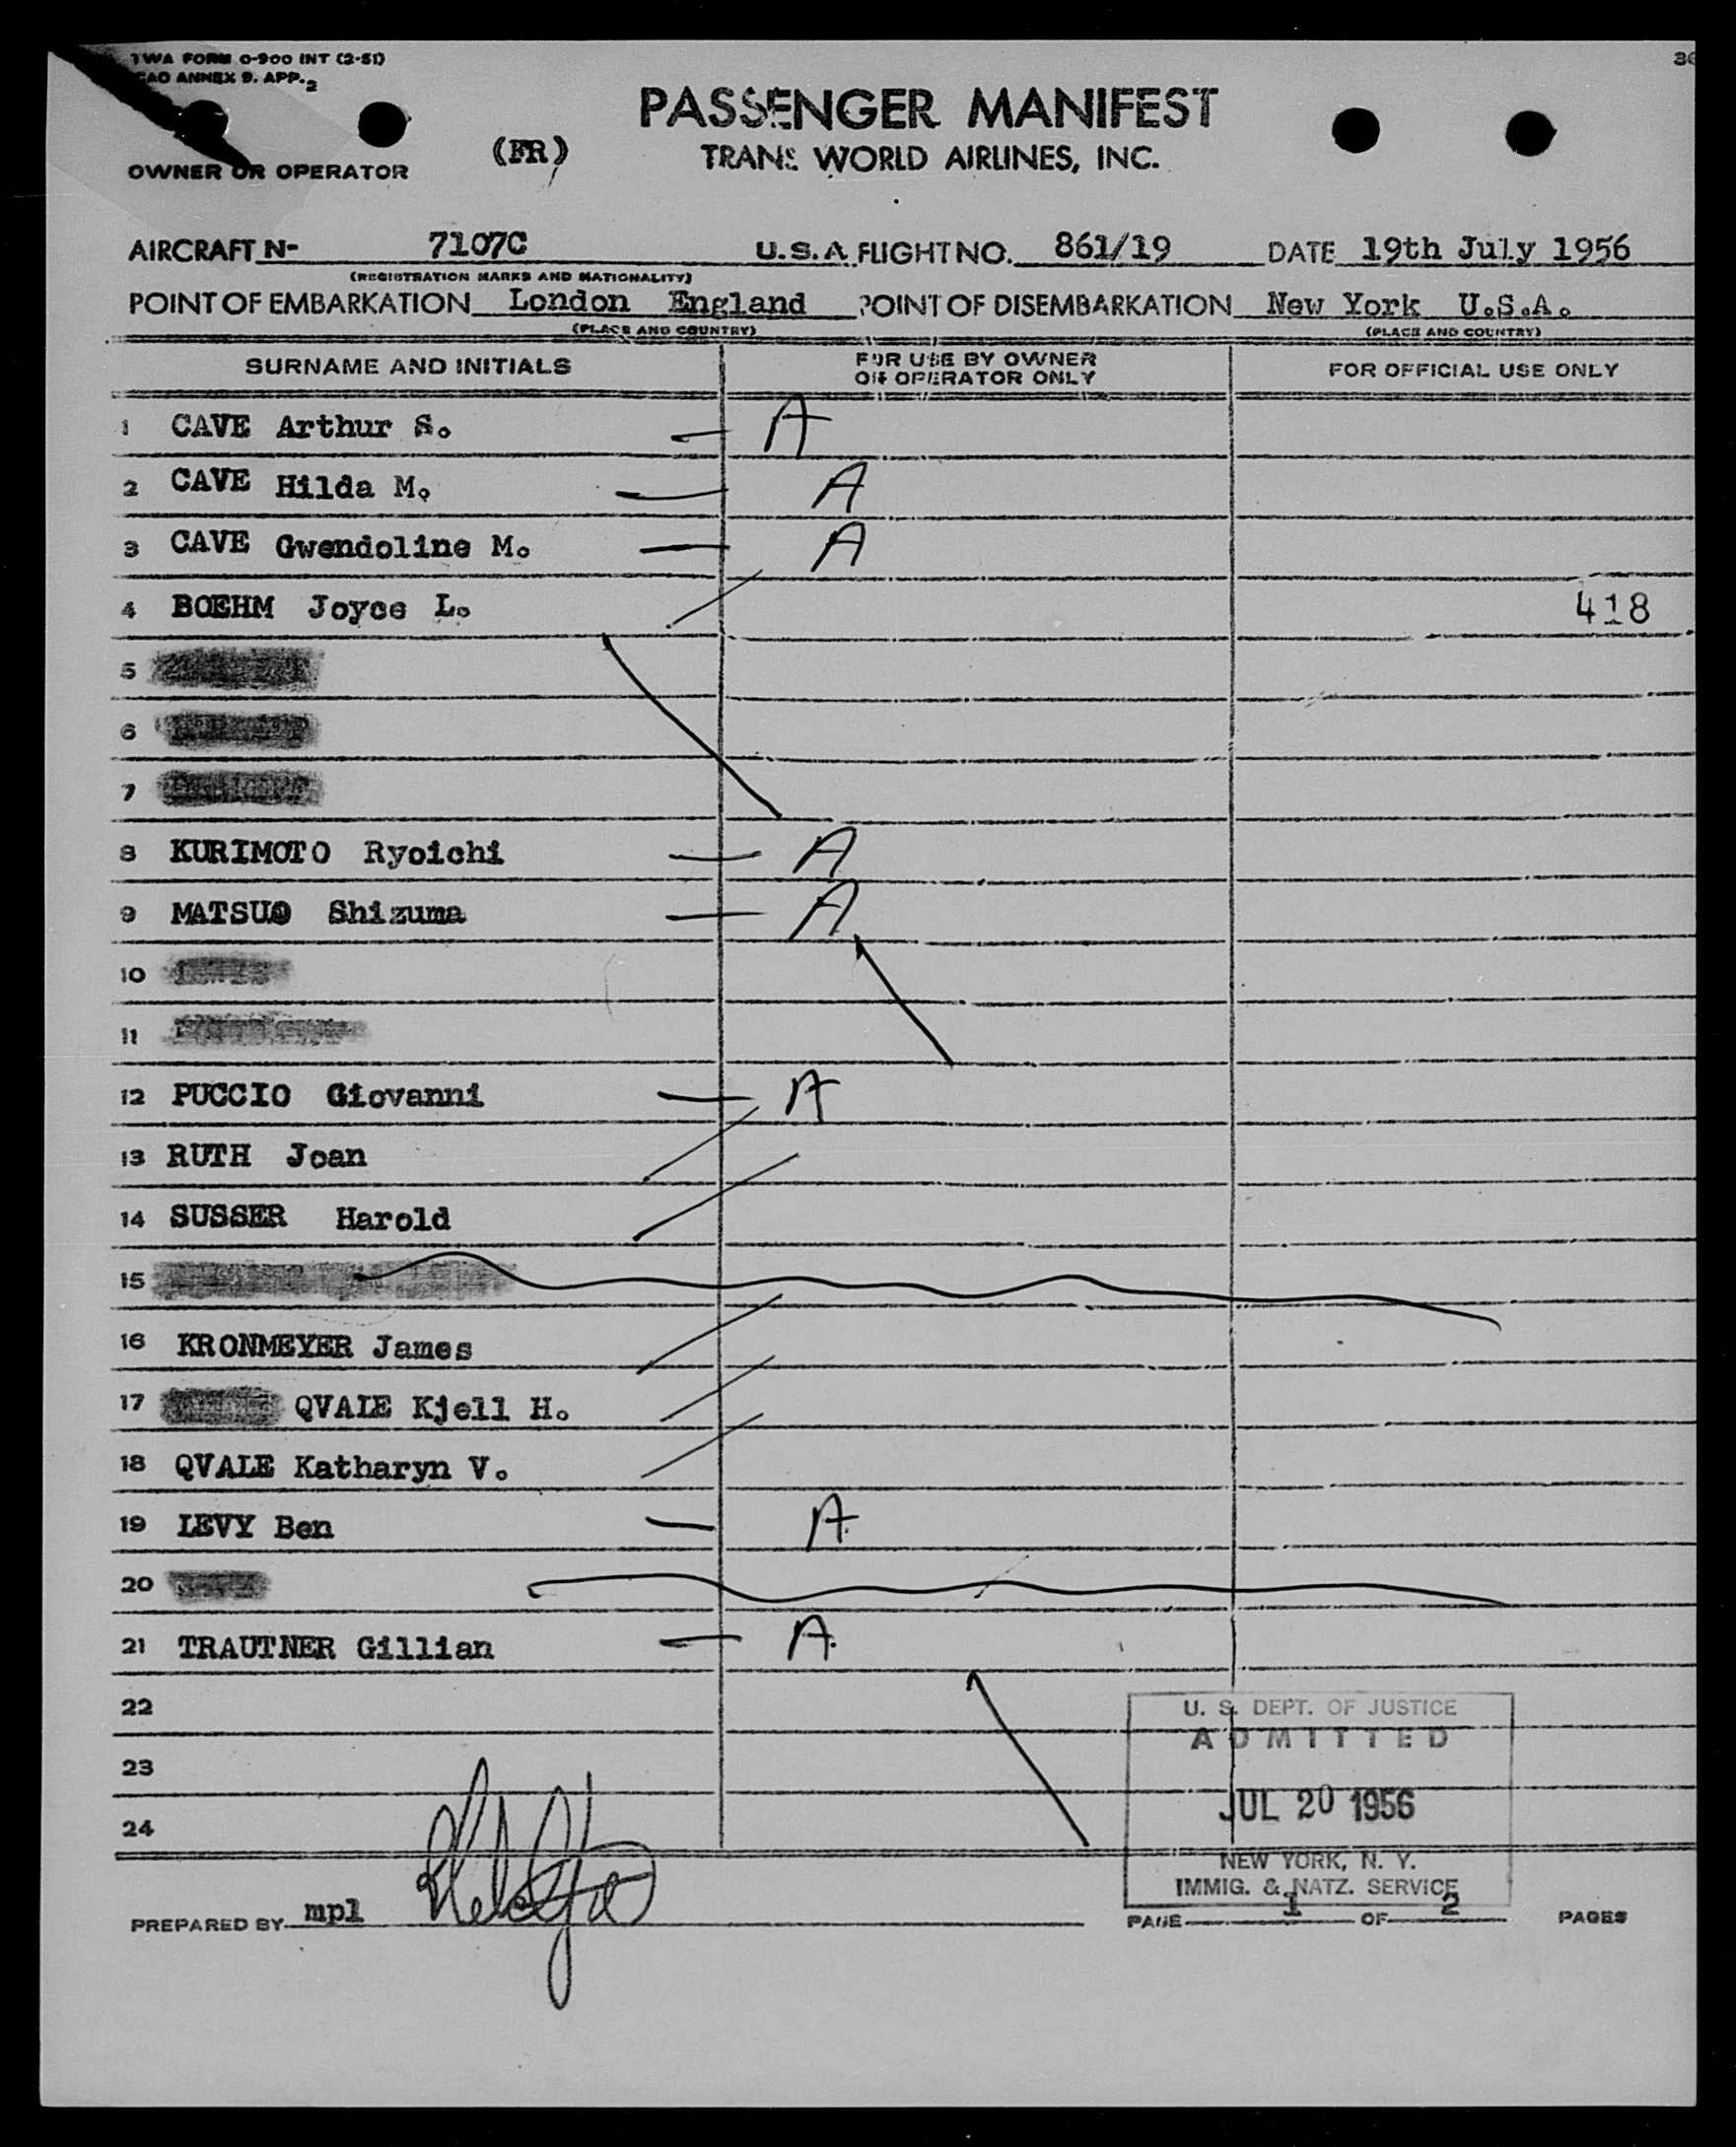 TWA FORM O-900 INT (2-51)
ICAO ANNEX 9. APP. 2
36
PASSENGER MANIFEST
OWNER OR OPERATOR (FR) TRANS WORLD AIRLINES, INC.
AIRCRAFT N- 7107C U.S.A. FLIGHT NO. 861/19 DATE 19th July 1956
(REGISTRATION MARKS AND NATIONALITY)
POINT OF EMBARKATION London England POINT OF DISEMBARKATION New York U.S.A.
(PLACE AND COUNTRY) (PLACE AND COUNTRY)
SURNAME AND INITIALS FOR USE BY OWNER OR OPERATOR ONLY FOR OFFICIAL USE ONLY
1 CAVE Arthur S. — A
2 CAVE Hilda M. — A
3 CAVE Gwendoline M. — A
4 BOEHM Joyce L. 418
5
6
7
8 KURIMOTO Ryoichi — A
9 MATSUO Shizuma — A
10
11
12 PUCCIO Giovanni — A
13 RUTH Joan
14 SUSSER Harold
15
16 KRONMEYER James
17 QVALE Kjell H.
18 QVALE Katharyn V.
19 LEVY Ben — A
20
21 TRAUTNER Gillian — A
22
23
24
U. S. DEPT. OF JUSTICE
ADMITTED
JUL 20 1956
NEW YORK, N. Y.
IMMIG. & NATZ. SERVICE
PREPARED BY mpl PAGE 1 OF 2 PAGES